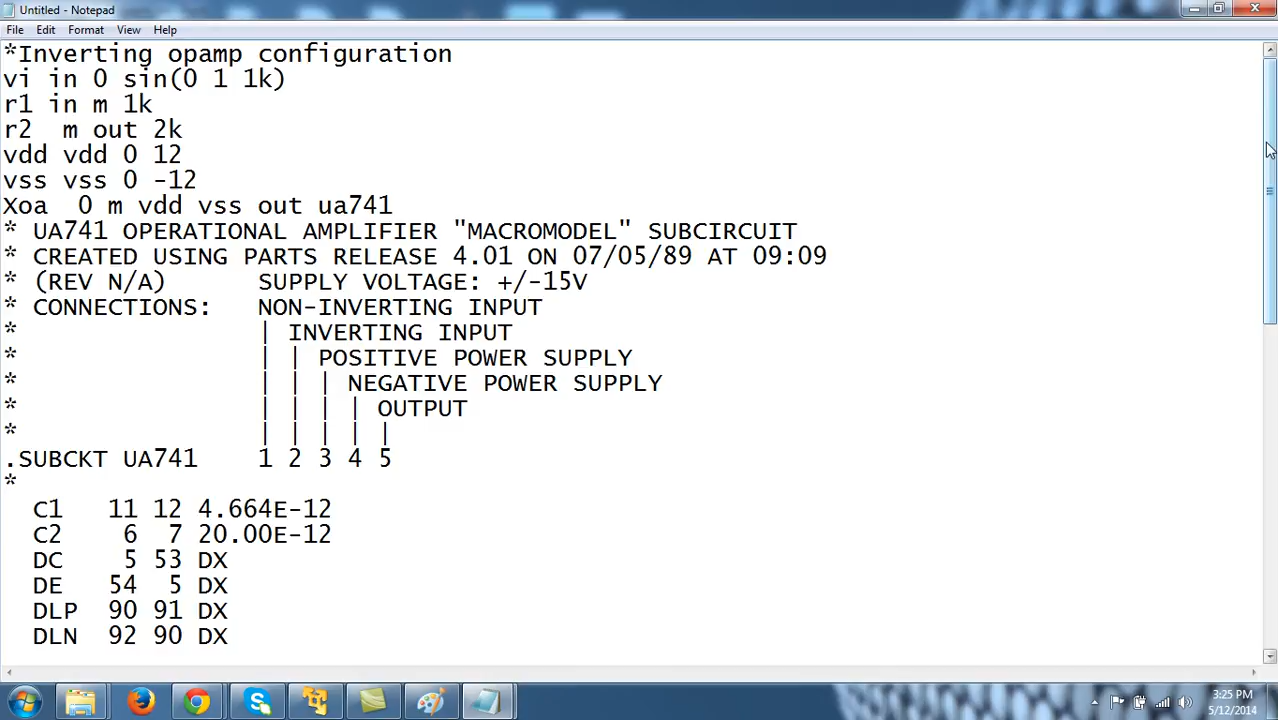 Untitled - Notepad
File Edit Format View Help
*Inverting opamp configuration
vi in 0 sin(0 1 1k)
r1 in m 1k
r2  m out 2k
vdd vdd 0 12
vss vss 0 -12
Xoa  0 m vdd vss out ua741
* UA741 OPERATIONAL AMPLIFIER "MACROMODEL" SUBCIRCUIT
* CREATED USING PARTS RELEASE 4.01 ON 07/05/89 AT 09:09
* (REV N/A)      SUPPLY VOLTAGE: +/-15V
* CONNECTIONS:   NON-INVERTING INPUT
*                | INVERTING INPUT
*                | | POSITIVE POWER SUPPLY
*                | | | NEGATIVE POWER SUPPLY
*                | | | | OUTPUT
*                | | | | |
.SUBCKT UA741    1 2 3 4 5
*
  C1   11 12 4.664E-12
  C2    6  7 20.00E-12
  DC    5 53 DX
  DE   54  5 DX
  DLP  90 91 DX
  DLN  92 90 DX
3:25 PM
5/12/2014